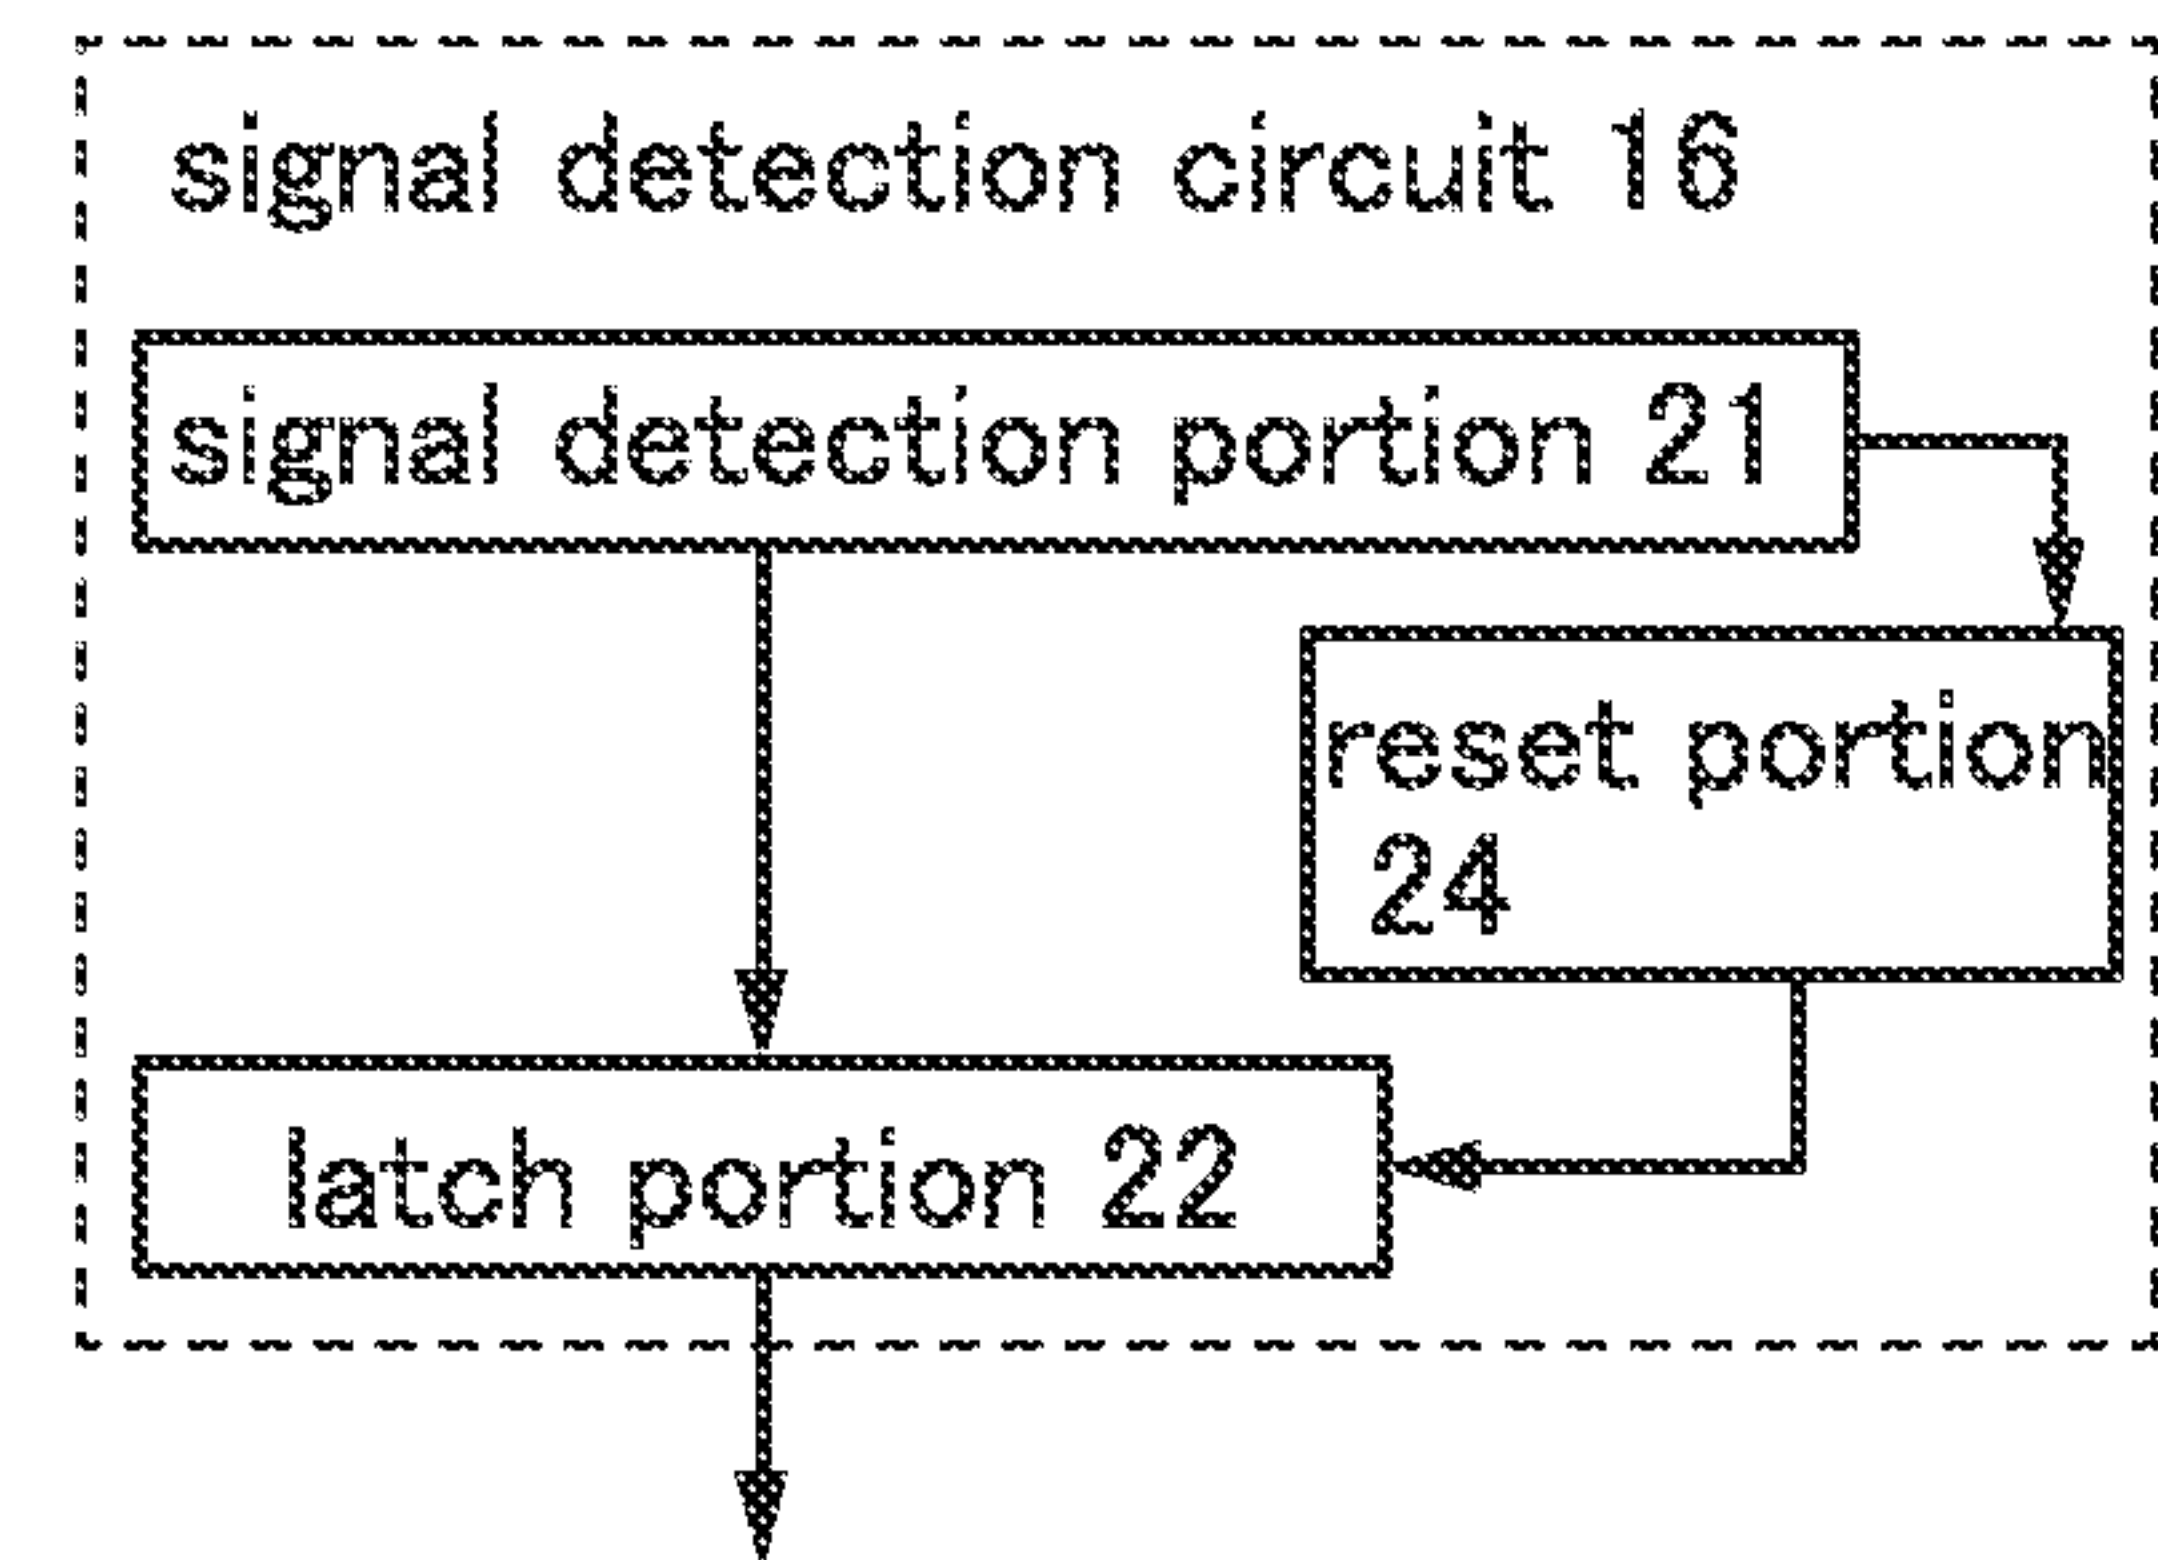 signal detection circuit 16
signal detection portion 21
reset portion
24
latch portion 22